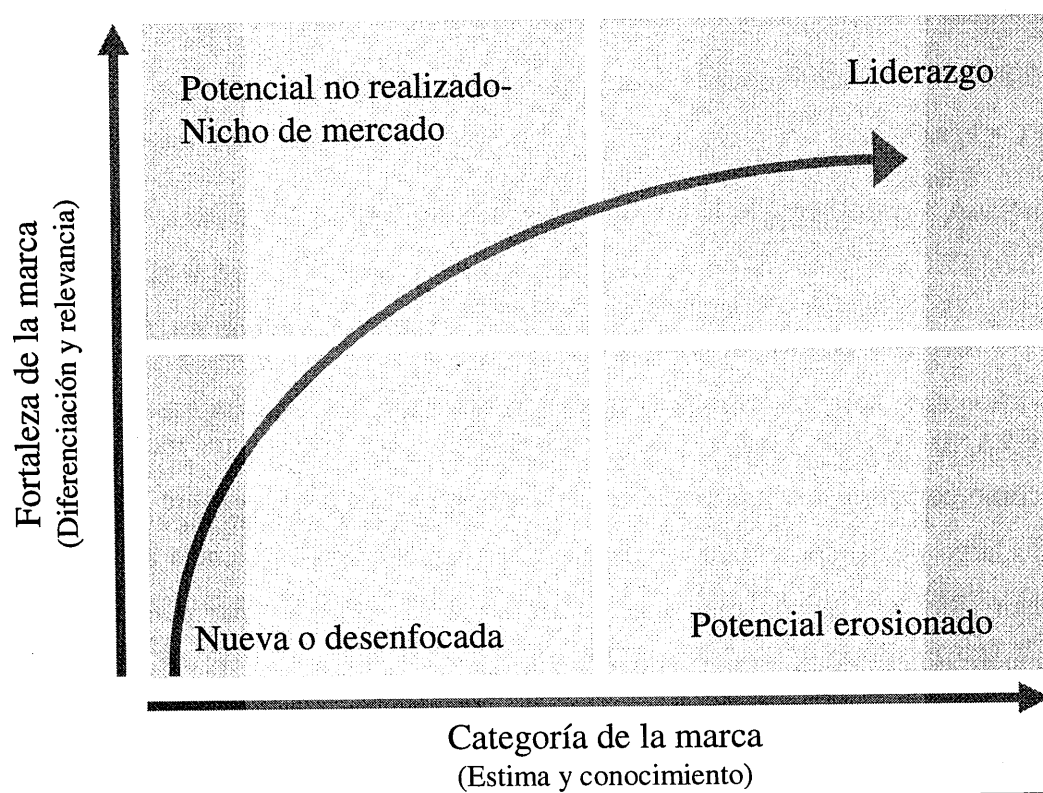 Potencial no realizado-
Nicho de mercado
Liderazgo
Fortaleza de la marca
(Diferenciación y relevancia)
Nueva o desenfocada
Potencial erosionado
Categoría de la marca
(Estima y conocimiento)